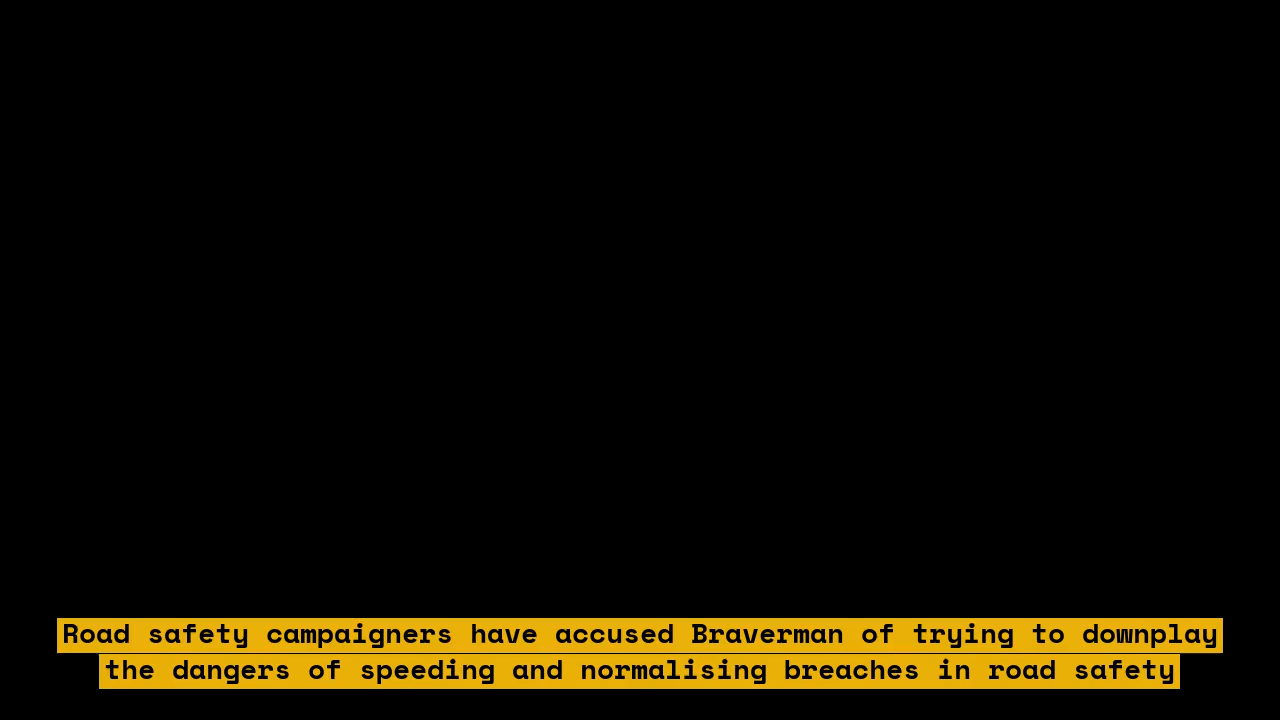 Road safety campaigners have accused Braverman of trying to downplay
the dangers of speeding and normalising breaches in road safety